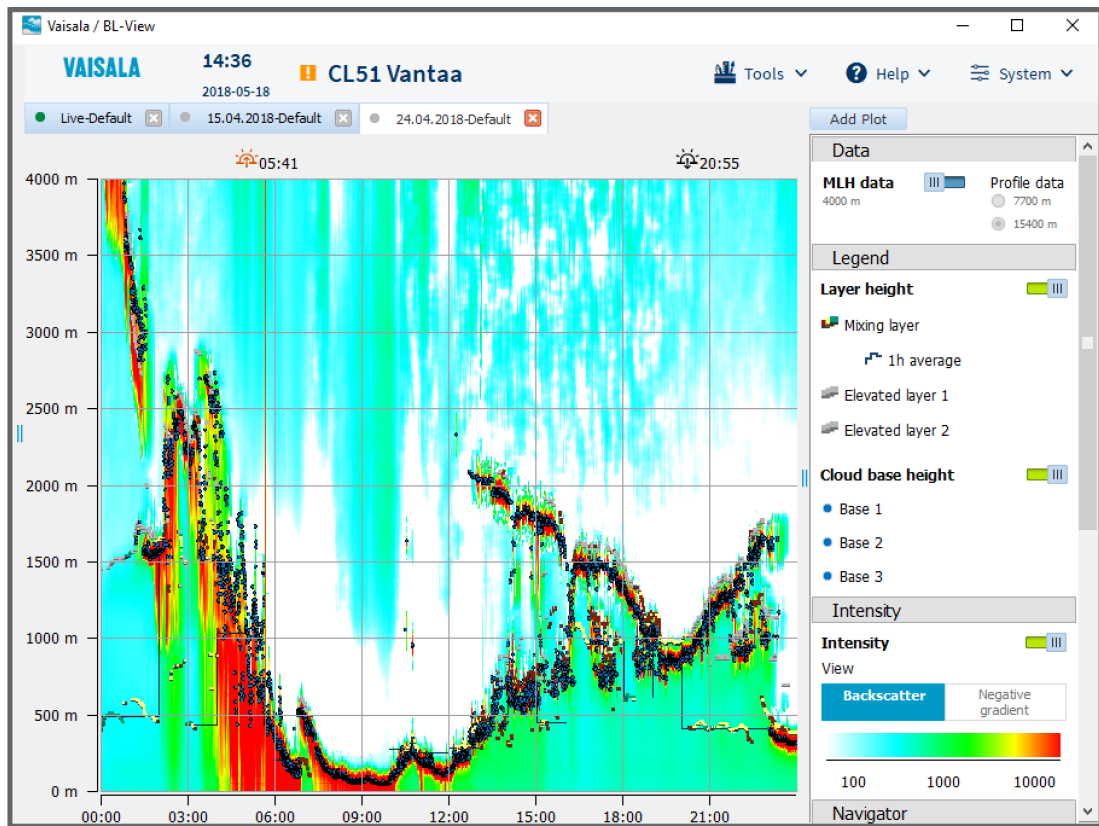 Vaisala / BL-View
VAISALA
14:36
2018-05-18
CL51 Vantaa
Tools
Help
System
Live-Default
15.04.2018-Default
24.04.2018-Default
Add Plot
05:41
20:55
4000 m
3500 m
3000 m
2500 m
2000 m
1500 m
1000 m
500 m
0 m
00:00 03:00 06:00 09:00 12:00 15:00 18:00 21:00
Data
MLH data
4000 m
Profile data
7700 m
15400 m
Legend
Layer height
Mixing layer
1h average
Elevated layer 1
Elevated layer 2
Cloud base height
Base 1
Base 2
Base 3
Intensity
Intensity
View
Backscatter
Negative
gradient
100 1000 10000
Navigator